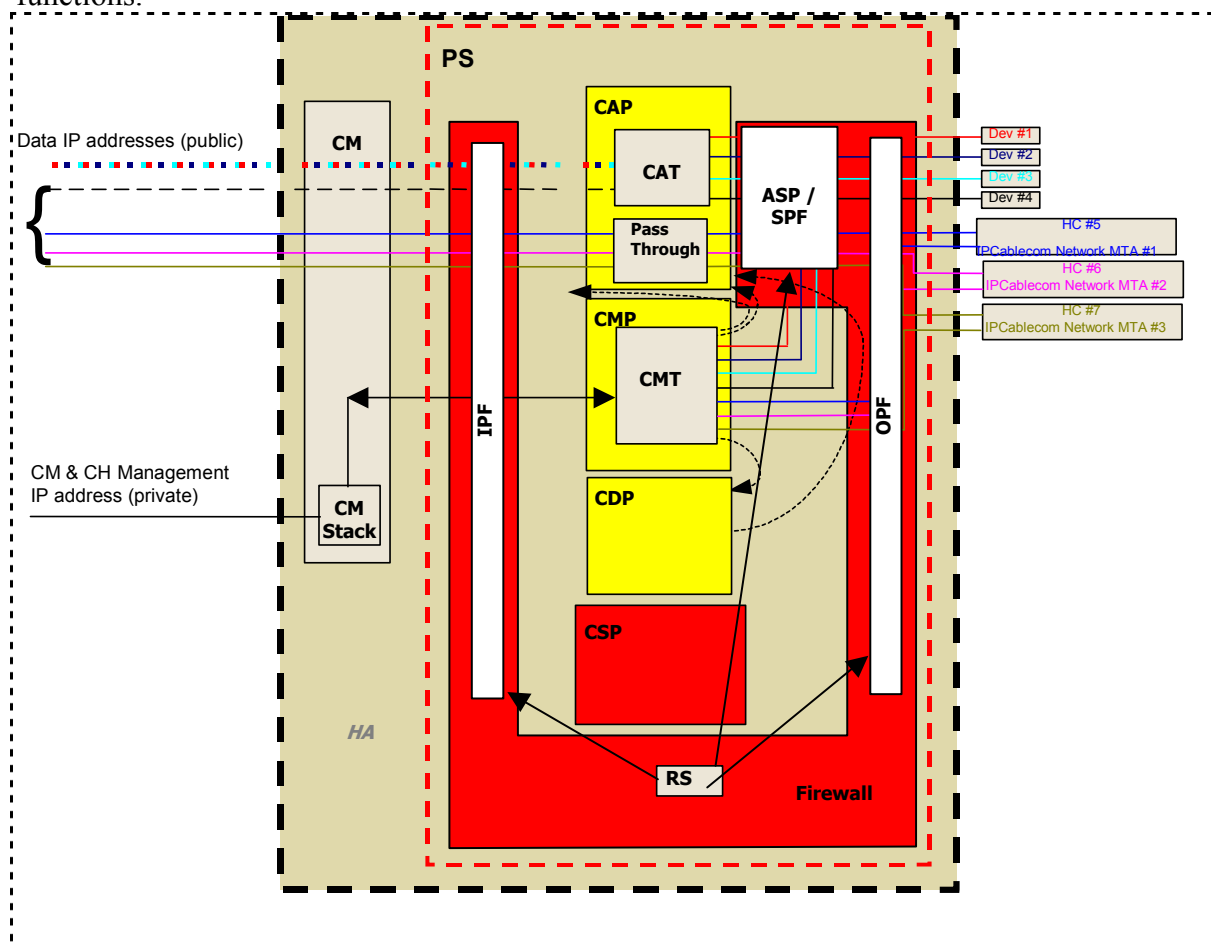 functions.
PS
CAP
Data IP addresses (public)
CM
CAT
ASP /
SPF
Dev #1
Dev #2
Dev #3
Dev #4
{
Pass
Through
HC #5
IPCablecom Network MTA #1
HC #6
IPCablecom Network MTA #2
HC #7
IPCablecom Network MTA #3
CMP
CMT
IPF
OPF
CM & CH Management
IP address (private)
CM
Stack
CDP
CSP
HA
RS
Firewall